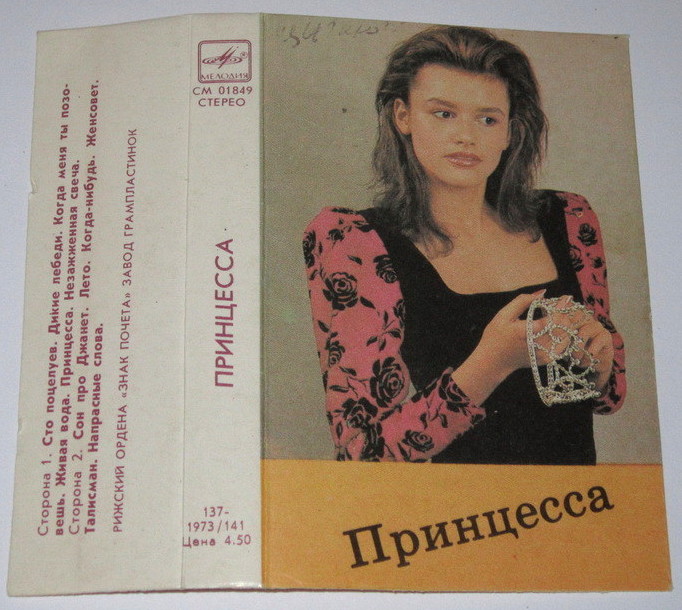 Сторона 1. Сто поцелуев. Дикие лебеди. Когда меня ты позо-
вешь. Живая вода. Принцесса. Незажженная свеча.
Сторона 2. Сон про Джанет. Лето. Когда-нибудь. Женсовет.
Талисман. Напрасные слова.
РИЖСКИЙ ОРДЕНА «ЗНАК ПОЧЕТА» ЗАВОД ГРАМПЛАСТИНОК
МЕЛОДИЯ
СМ 01849
СТЕРЕО
ПРИНЦЕССА
137-
1973/141
Цена 4.50
Принцесса